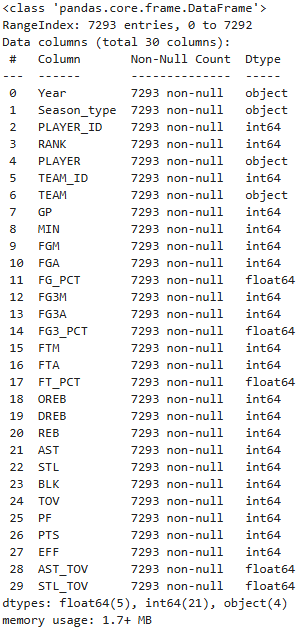 <class 'pandas.core.frame.DataFrame'>
RangeIndex: 7293 entries, 0 to 7292
Data columns (total 30 columns):
 #   Column       Non-Null Count  Dtype
---  ------       --------------  -----
 0   Year         7293 non-null   object
 1   Season_type  7293 non-null   object
 2   PLAYER_ID    7293 non-null   int64
 3   RANK         7293 non-null   int64
 4   PLAYER       7293 non-null   object
 5   TEAM_ID      7293 non-null   int64
 6   TEAM         7293 non-null   object
 7   GP           7293 non-null   int64
 8   MIN          7293 non-null   int64
 9   FGM          7293 non-null   int64
 10  FGA          7293 non-null   int64
 11  FG_PCT       7293 non-null   float64
 12  FG3M         7293 non-null   int64
 13  FG3A         7293 non-null   int64
 14  FG3_PCT      7293 non-null   float64
 15  FTM          7293 non-null   int64
 16  FTA          7293 non-null   int64
 17  FT_PCT       7293 non-null   float64
 18  OREB         7293 non-null   int64
 19  DREB         7293 non-null   int64
 20  REB          7293 non-null   int64
 21  AST          7293 non-null   int64
 22  STL          7293 non-null   int64
 23  BLK          7293 non-null   int64
 24  TOV          7293 non-null   int64
 25  PF           7293 non-null   int64
 26  PTS          7293 non-null   int64
 27  EFF          7293 non-null   int64
 28  AST_TOV      7293 non-null   float64
 29  STL_TOV      7293 non-null   float64
dtypes: float64(5), int64(21), object(4)
memory usage: 1.7+ MB